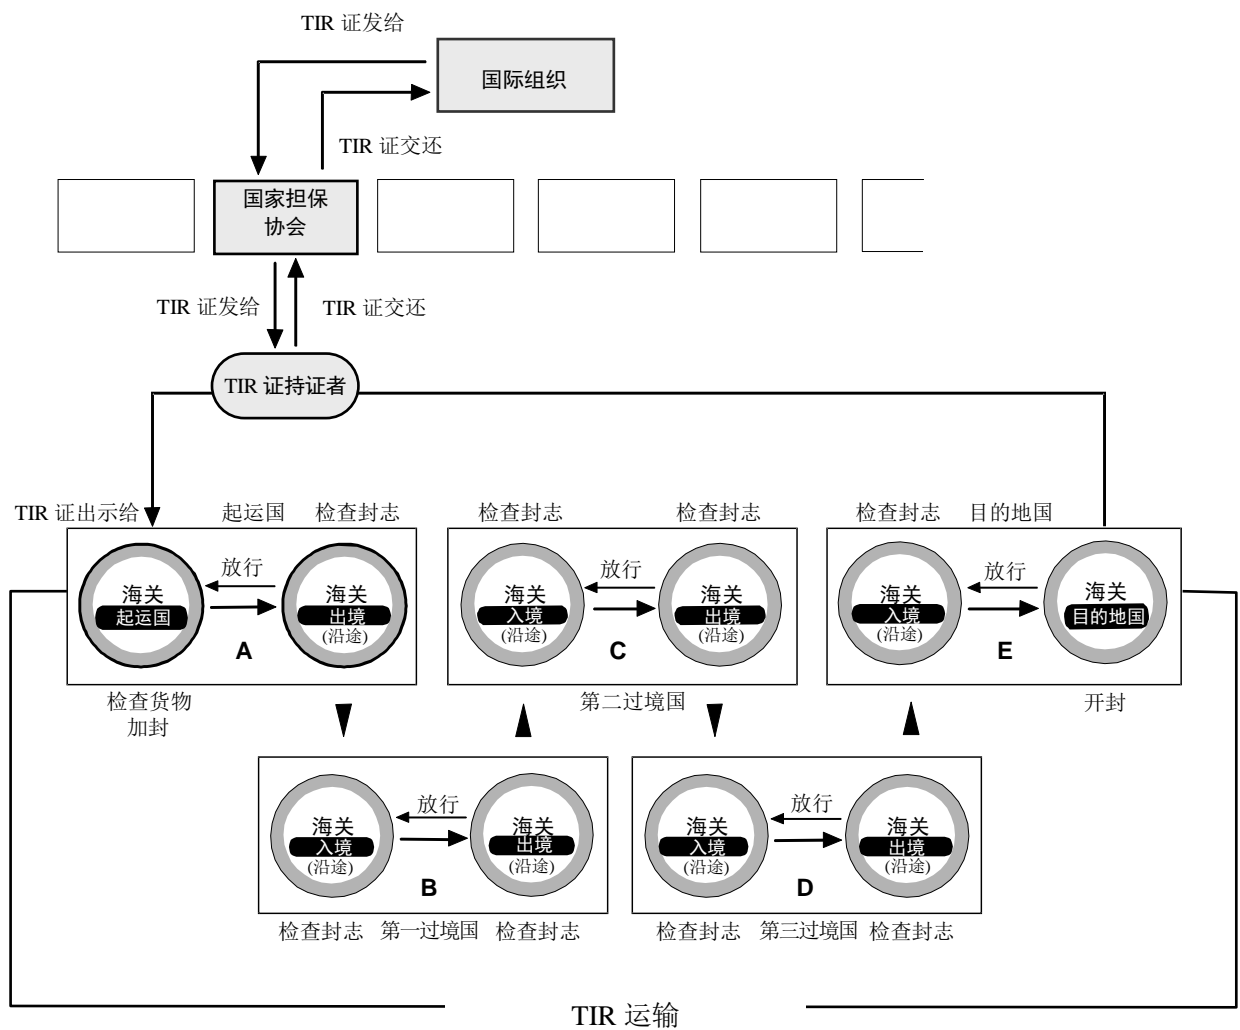 TIR 证发给
国际组织
TIR 证交还
国家担保
协会
TIR 证发给
TIR 证交还
TIR 证持证者
TIR 证出示给
起运国
检查封志
检查封志
检查封志
检查封志
目的地国
海关
起运国
放行
海关
出境
(沿途)
A
海关
入境
(沿途)
放行
海关
出境
(沿途)
C
海关
入境
(沿途)
放行
海关
目的地国
E
检查货物
加封
第二过境国
开封
海关
入境
(沿途)
放行
海关
出境
(沿途)
B
海关
入境
(沿途)
放行
海关
出境
(沿途)
D
检查封志
第一过境国
检查封志
检查封志
第三过境国
检查封志
TIR 运输